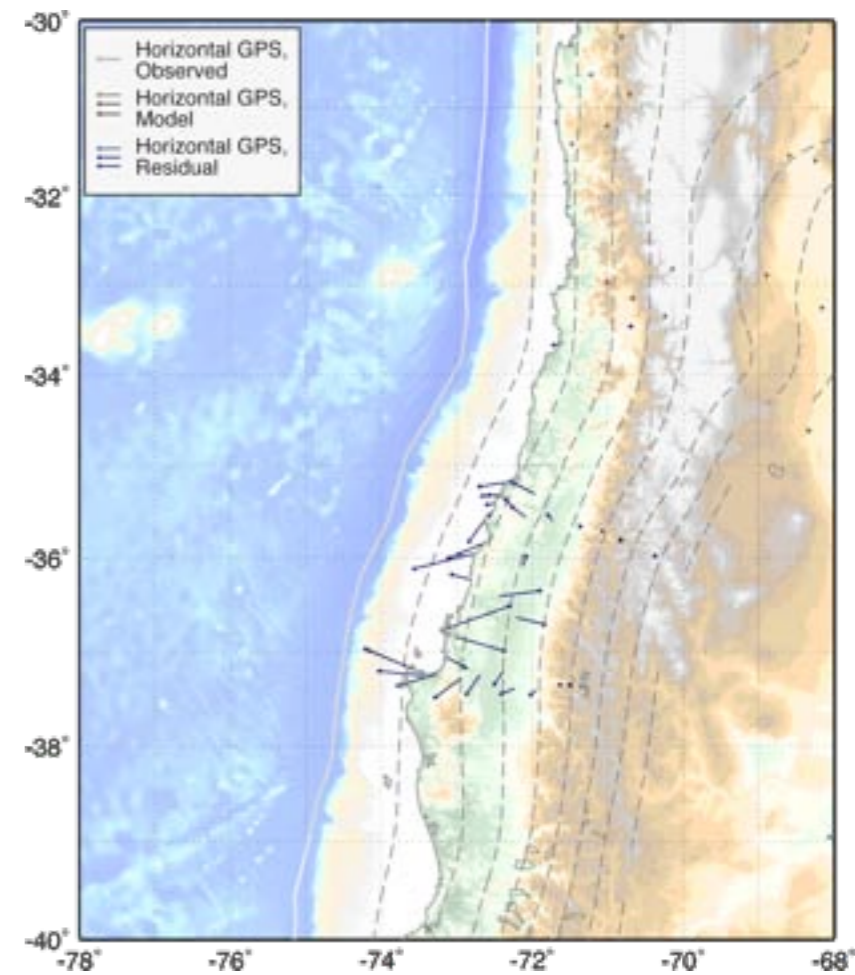 -30°
Horizontal GPS,
Observed
Horizontal GPS,
Model
Horizontal GPS,
Residual
-32°
-34°
-36°
-38°
-40°
-78° -76° -74° -72° -70° -68°